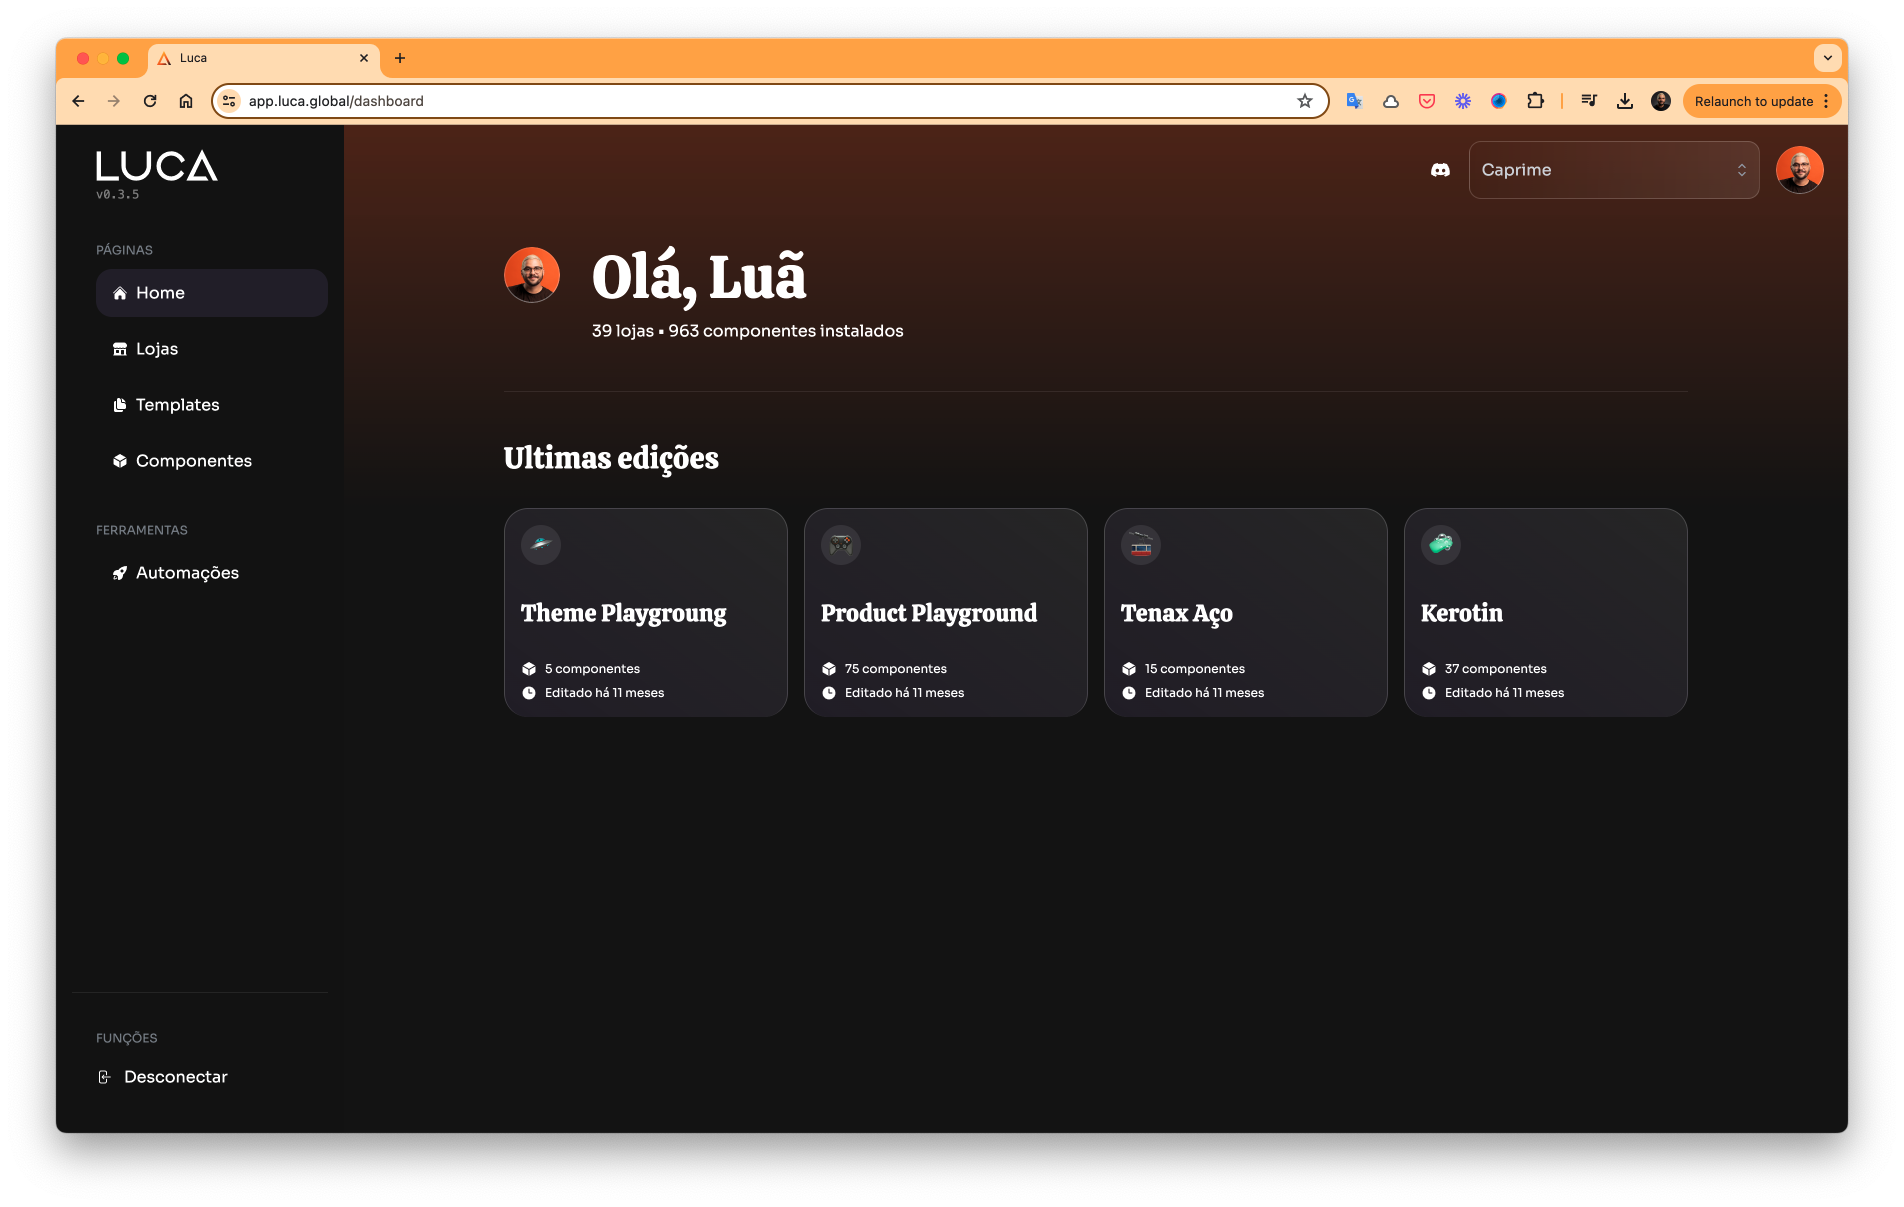 Luca
app.luca.global/dashboard
Relaunch to update
LUCA
v0.3.5
PÁGINAS
Home
Lojas
Templates
Componentes
FERRAMENTAS
Automações
FUNÇÕES
Desconectar
Caprime
Olá, Luã
39 lojas • 963 componentes instalados
Ultimas edições
Theme Playgroung
5 componentes
Editado há 11 meses
Product Playground
75 componentes
Editado há 11 meses
Tenax Aço
15 componentes
Editado há 11 meses
Kerotin
37 componentes
Editado há 11 meses